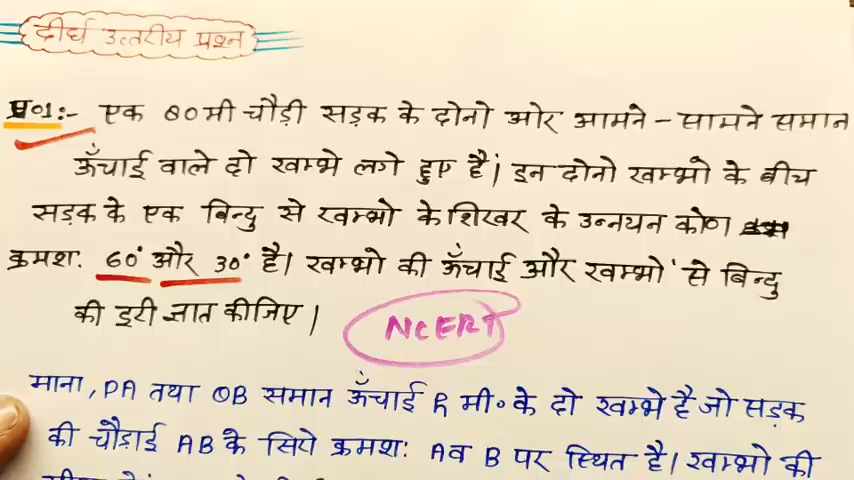 दीर्घ उत्तरीय प्रश्न
प्र01:- एक 80मी चौड़ी सड़क के दोनो ओर आमने - सामने समान
ऊँचाई वाले दो खम्भे लगे हुए है। इन दोनो खम्भो के बीच
सड़क के एक बिन्दु से खम्भो के शिखर के उन्नयन कोण
क्रमश: 60° और 30° है। खम्भो की ऊँचाई और खम्भो से बिन्दु
की दूरी ज्ञात कीजिए।
NCERT
माना, PA तथा QB समान ऊँचाई h मी० के दो खम्भे है जो सड़क
की चौड़ाई AB के सिरो क्रमश: A व B पर स्थित है। खम्भो की